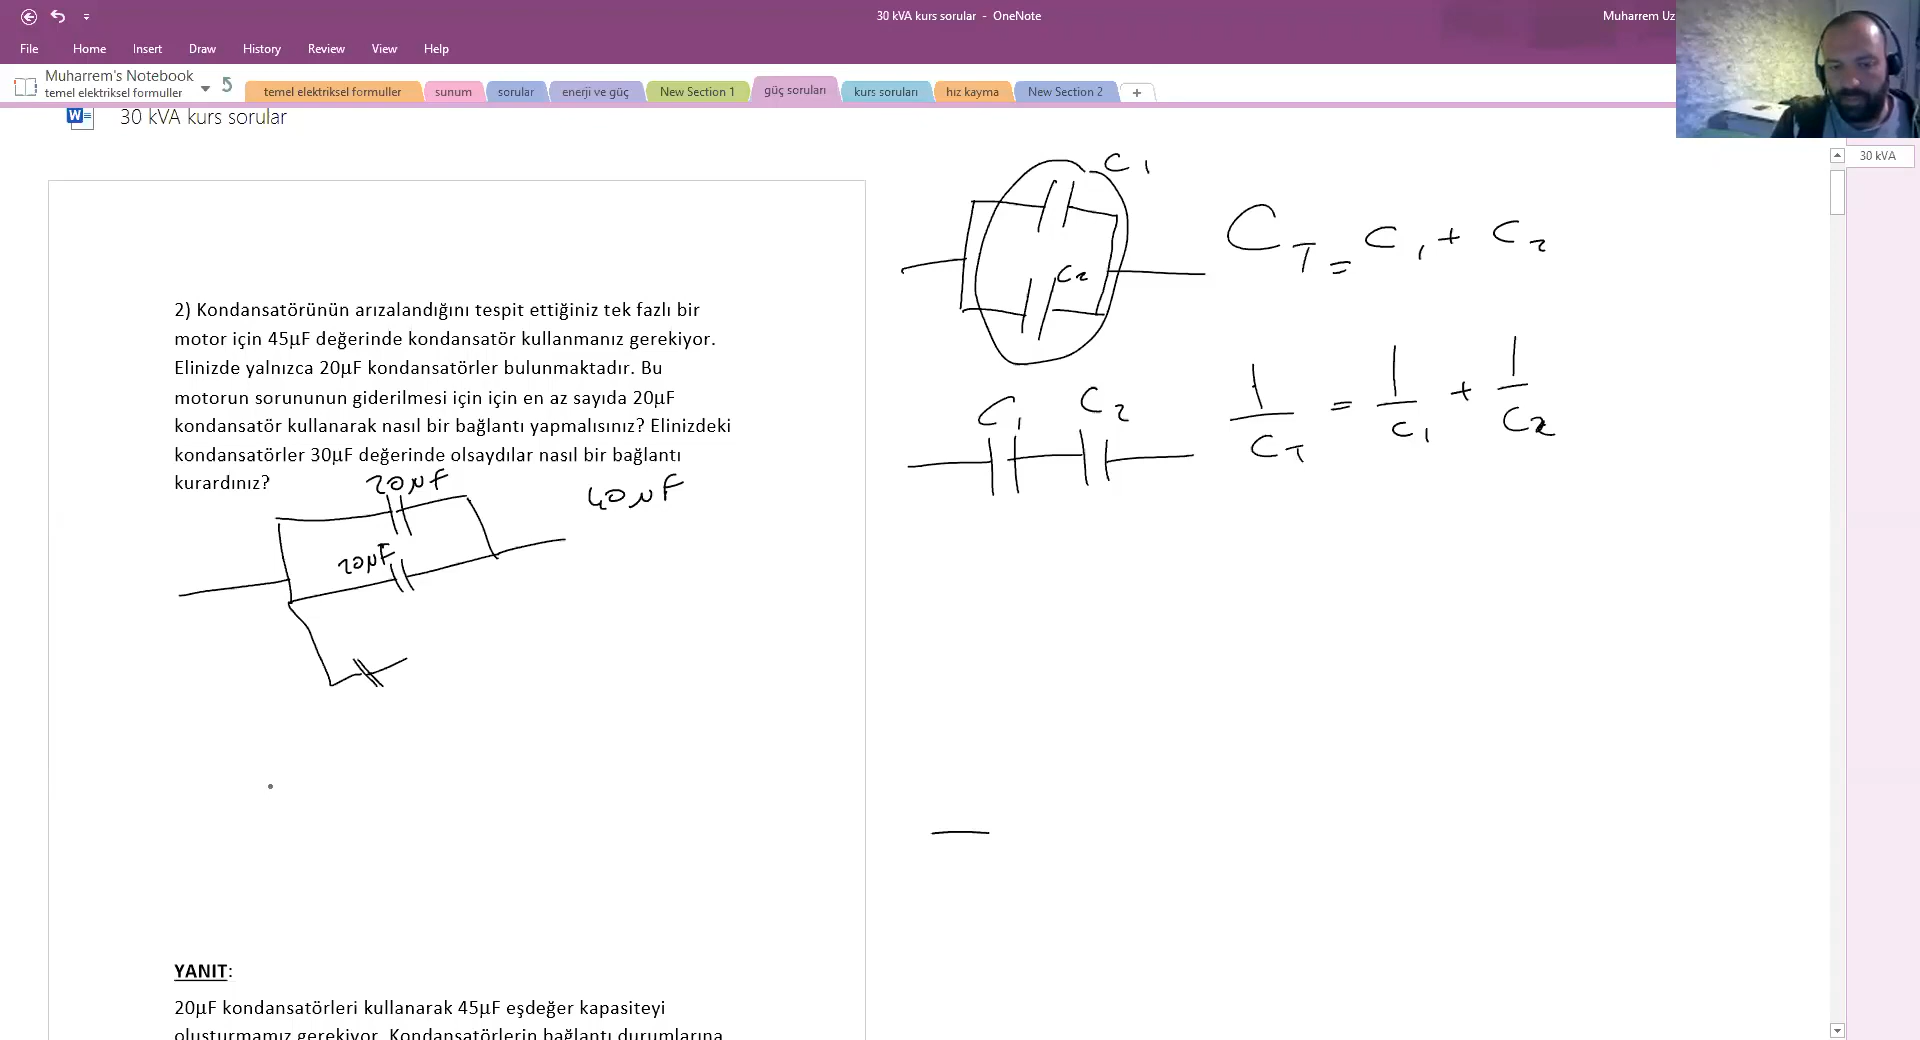 30 kVA kurs sorular - OneNote
Muharrem Uz
File Home Insert Draw History Review View Help
Muharrem's Notebook
temel elektriksel formuller
temel elektriksel formuller sunum sorular enerji ve güç New Section 1 güç soruları kurs soruları hız kayma New Section 2 +
30 kVA kurs sorular
30 kVA
2) Kondansatörünün arızalandığını tespit ettiğiniz tek fazlı bir
motor için 45µF değerinde kondansatör kullanmanız gerekiyor.
Elinizde yalnızca 20µF kondansatörler bulunmaktadır. Bu
motorun sorununun giderilmesi için için en az sayıda 20µF
kondansatör kullanarak nasıl bir bağlantı yapmalısınız? Elinizdeki
kondansatörler 30µF değerinde olsaydılar nasıl bir bağlantı
kurardınız?
20µF
40µF
20µF
C1
C2
CT = C1 + C2
C1 C2
1/CT = 1/C1 + 1/C2
YANIT:
20µF kondansatörleri kullanarak 45µF eşdeğer kapasiteyi
oluşturmamız gerekiyor. Kondansatörlerin bağlantı durumlarına